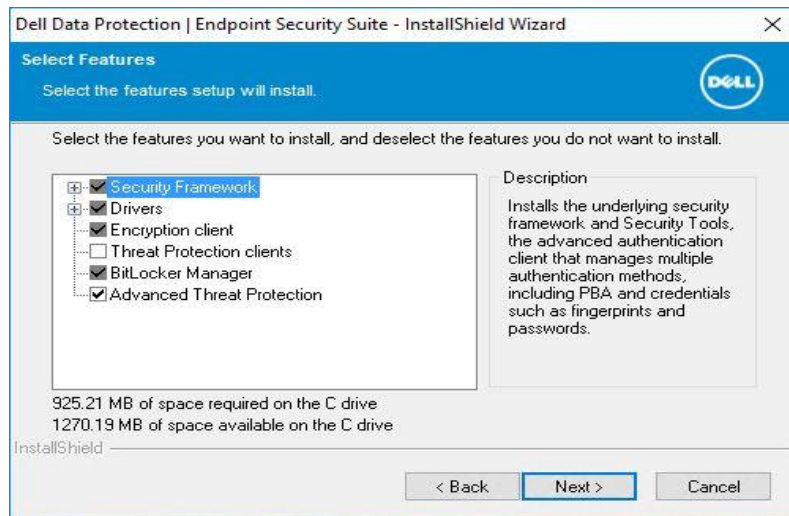 Dell Data Protection | Endpoint Security Suite - InstallShield Wizard
Select Features
Select the features setup will install.
DELL
Select the features you want to install, and deselect the features you do not want to install.
Security Framework
Drivers
Encryption client
Threat Protection clients
BitLocker Manager
Advanced Threat Protection
Description
Installs the underlying security
framework and Security Tools,
the advanced authentication
client that manages multiple
authentication methods,
including PBA and credentials
such as fingerprints and
passwords.
925.21 MB of space required on the C drive
1270.19 MB of space available on the C drive
InstallShield
< Back
Next >
Cancel